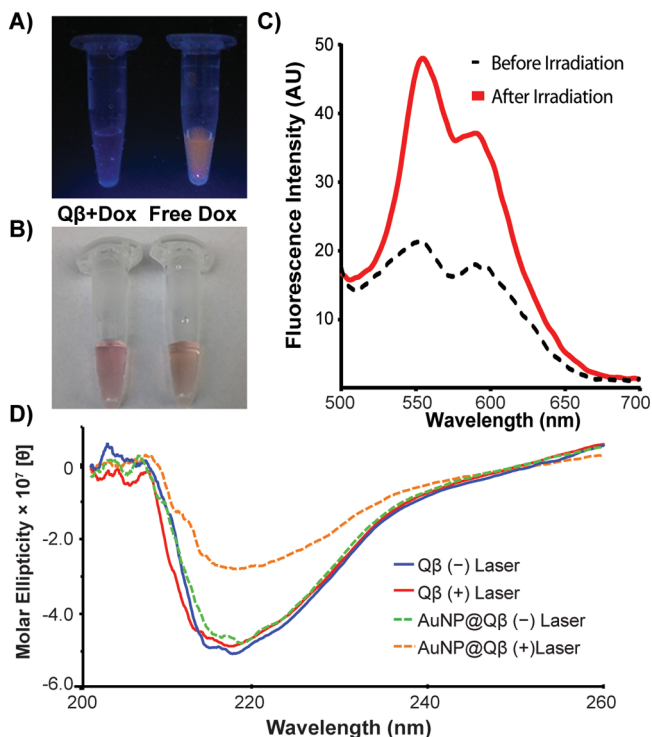 A)
Qβ+Dox Free Dox
B)
C)
Fluorescence Intensity (AU)
50
40
30
20
10
500 550 600 650 700
Wavelength (nm)
Before Irradiation
After Irradiation
D)
Molar Ellipticity × 10⁷ [θ]
0
-2.0
-4.0
-6.0
200 220 240 260
Wavelength (nm)
Qβ (−) Laser
Qβ (+) Laser
AuNP@Qβ (−) Laser
AuNP@Qβ (+)Laser